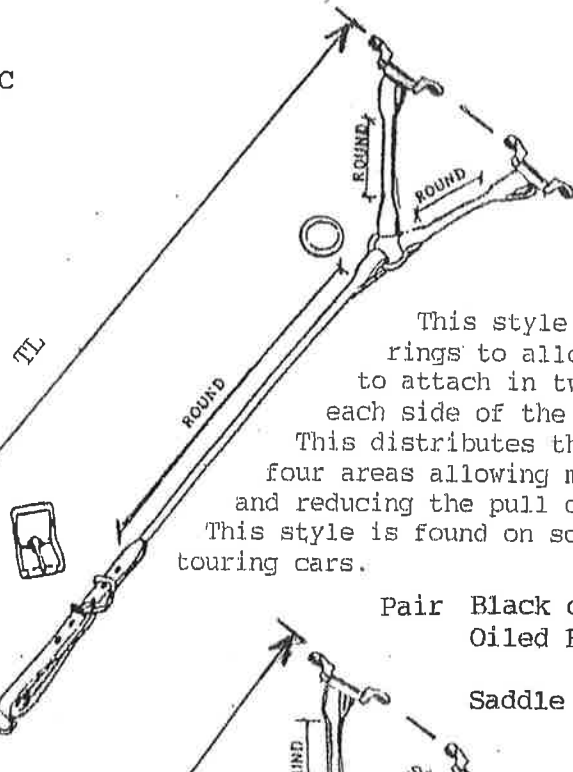 C
ROUND
ROUND
TL
ROUND
This style
rings to allo
to attach in tw
each side of the
This distributes th
four areas allowing m
and reducing the pull o
This style is found on so
touring cars.
Pair Black o
Oiled
Saddle
UND